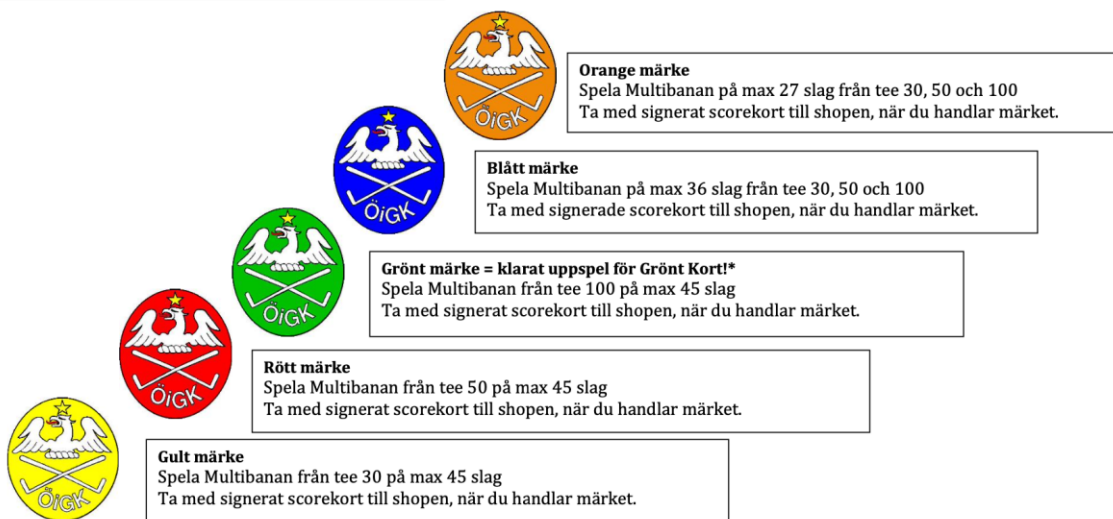 ÖiGK
Orange märke
Spela Multibanan på max 27 slag från tee 30, 50 och 100
Ta med signerat scorekort till shopen, när du handlar märket.
ÖiGK
Blått märke
Spela Multibanan på max 36 slag från tee 30, 50 och 100
Ta med signerade scorekort till shopen, när du handlar märket.
ÖiGK
Grönt märke = klarat uppspel för Grönt Kort!*
Spela Multibanan från tee 100 på max 45 slag
Ta med signerat scorekort till shopen, när du handlar märket.
ÖiGK
Rött märke
Spela Multibanan från tee 50 på max 45 slag
Ta med signerat scorekort till shopen, när du handlar märket.
ÖiGK
Gult märke
Spela Multibanan från tee 30 på max 45 slag
Ta med signerat scorekort till shopen, när du handlar märket.